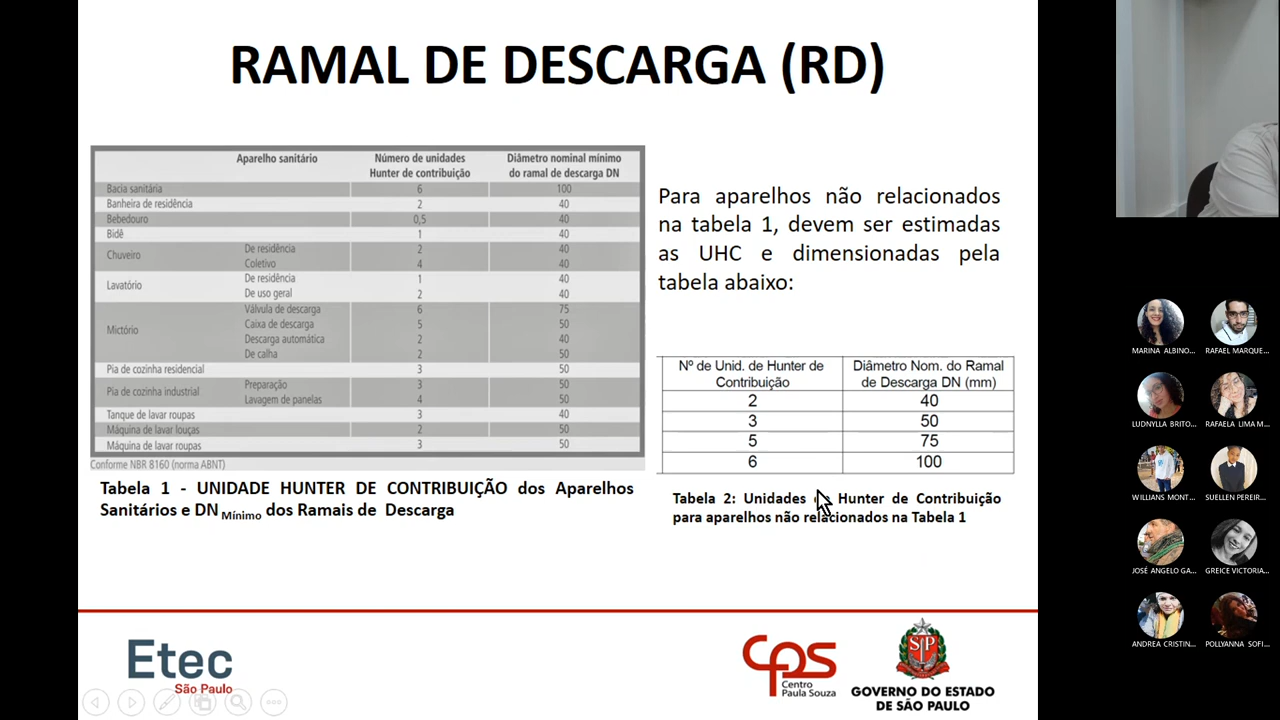 RAMAL DE DESCARGA (RD)
Aparelho sanitário Número de unidades Hunter de contribuição Diâmetro nominal mínimo do ramal de descarga DN
Bacia sanitária 6 100
Banheira de residência 2 40
Bebedouro 0,5 40
Bidê 1 40
Chuveiro De residência 2 40
Coletivo 4 40
Lavatório De residência 1 40
De uso geral 2 40
Mictório Válvula de descarga 6 75
Caixa de descarga 5 50
Descarga automática 2 40
De calha 2 50
Pia de cozinha residencial 3 50
Pia de cozinha industrial Preparação 3 50
Lavagem de panelas 4 50
Tanque de lavar roupas 3 40
Máquina de lavar louças 2 50
Máquina de lavar roupas 3 50
Conforme NBR 8160 (norma ABNT)
Tabela 1 - UNIDADE HUNTER DE CONTRIBUIÇÃO dos Aparelhos
Sanitários e DN Mínimo dos Ramais de Descarga
Para aparelhos não relacionados
na tabela 1, devem ser estimadas
as UHC e dimensionadas pela
tabela abaixo:
Nº de Unid. de Hunter de Contribuição Diâmetro Nom. do Ramal de Descarga DN (mm)
2 40
3 50
5 75
6 100
Tabela 2: Unidades Hunter de Contribuição
para aparelhos não relacionados na Tabela 1
Etec
São Paulo
CPS
Centro
Paula Souza
SP
GOVERNO DO ESTADO
DE SÃO PAULO
MARINA ALBINO...
RAFAEL MARQUE...
LUDNYLLA BRITO...
RAFAELA LIMA M...
WILLIANS MONT...
SUELLEN PEREIR...
JOSÉ ANGELO GA...
GREICE VICTORIA...
ANDREA CRISTIN...
POLLYANNA SOFI...